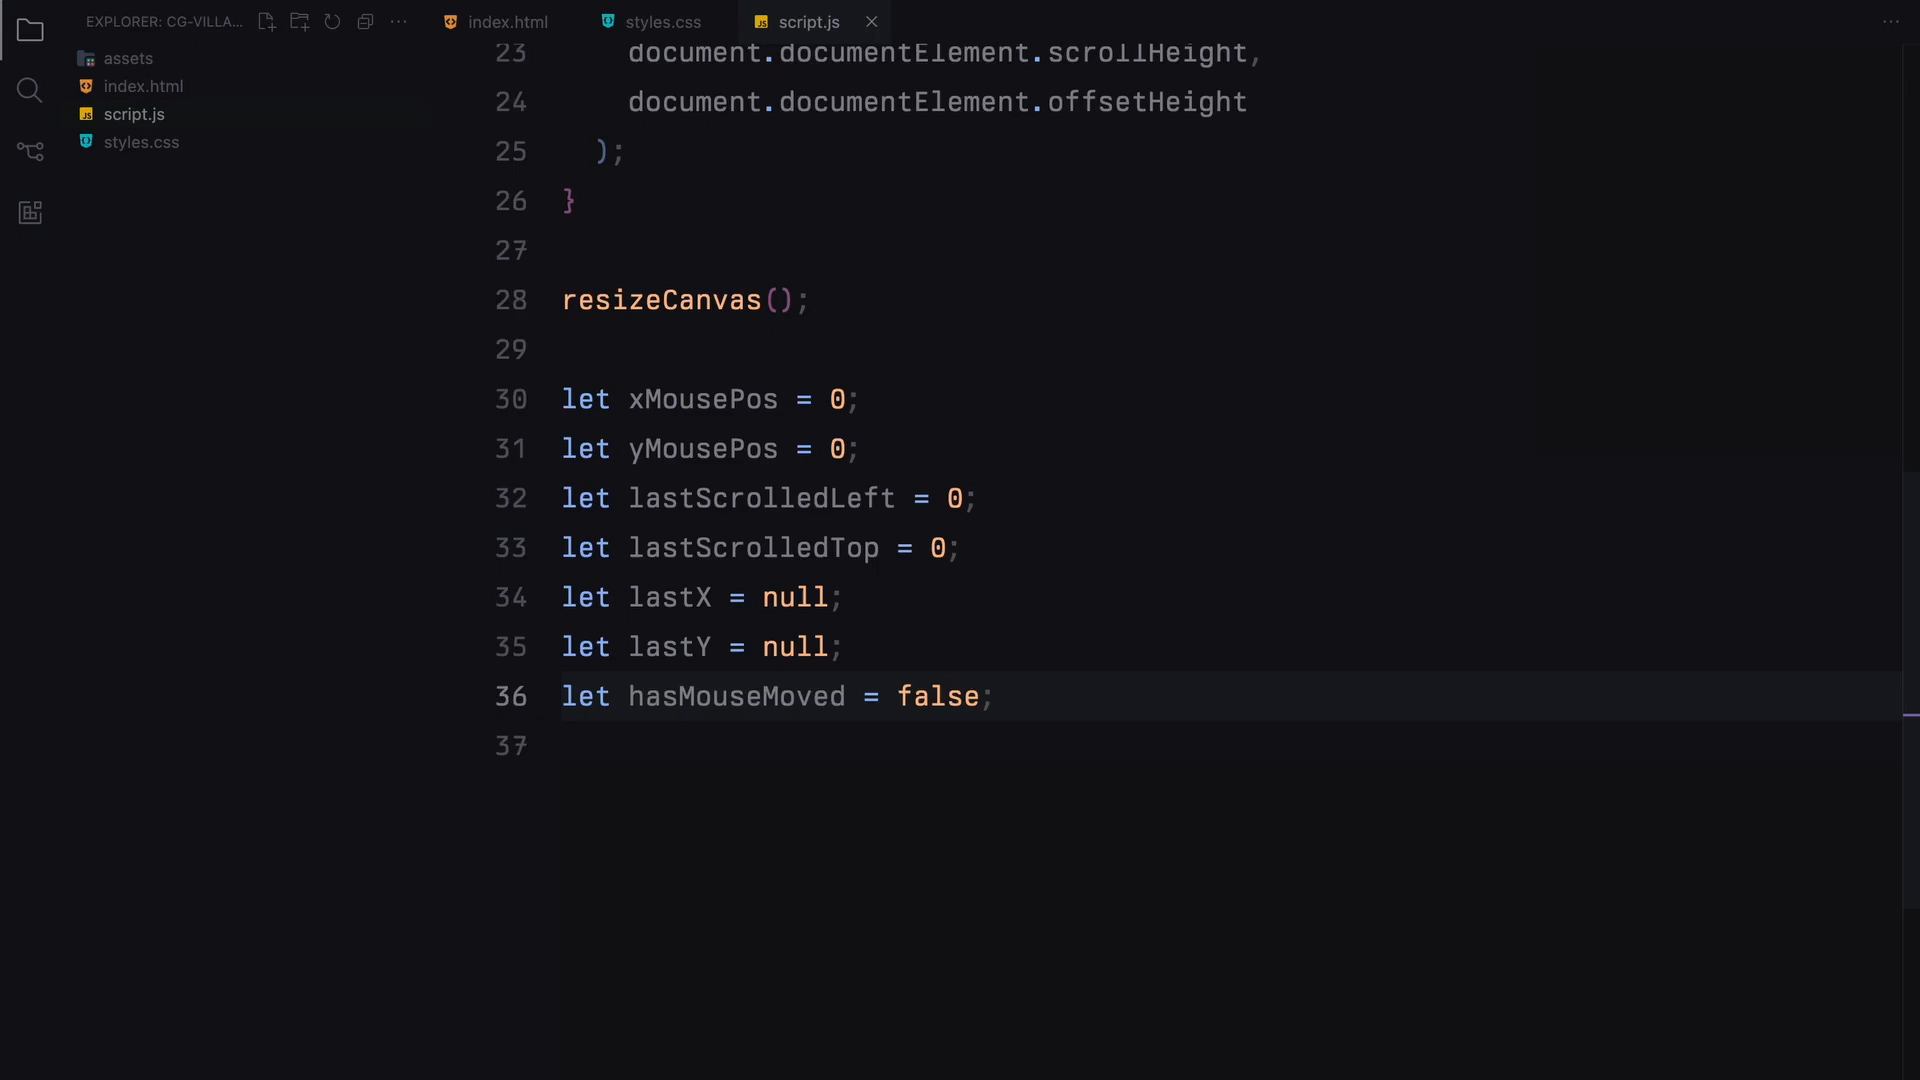 EXPLORER: CG-VILLA...
index.html
styles.css
script.js
assets
index.html
script.js
styles.css
23 document.documentElement.scrollHeight,
24 document.documentElement.offsetHeight
25 );
26 }
27
28 resizeCanvas();
29
30 let xMousePos = 0;
31 let yMousePos = 0;
32 let lastScrolledLeft = 0;
33 let lastScrolledTop = 0;
34 let lastX = null;
35 let lastY = null;
36 let hasMouseMoved = false;
37